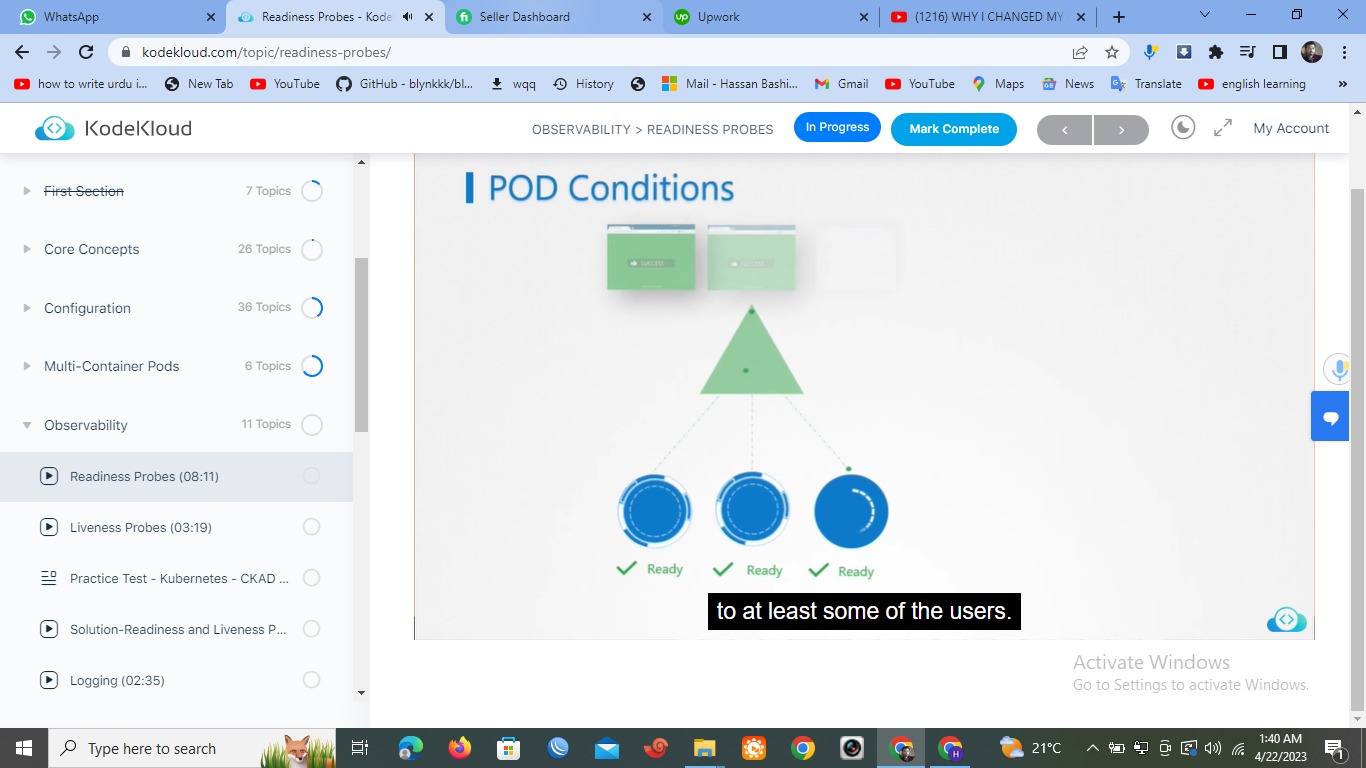 WhatsApp
Readiness Probes - Kode
Seller Dashboard
Upwork
(1216) WHY I CHANGED MY
kodekloud.com/topic/readiness-probes/
how to write urdu i...
New Tab
YouTube
GitHub - blynkkk/bl...
wqq
History
Mail - Hassan Bashi...
Gmail
YouTube
Maps
News
Translate
english learning
KodeKloud
OBSERVABILITY > READINESS PROBES
In Progress
Mark Complete
My Account
First Section
7 Topics
Core Concepts
26 Topics
Configuration
36 Topics
Multi-Container Pods
6 Topics
Observability
11 Topics
Readiness Probes (08:11)
Liveness Probes (03:19)
Practice Test - Kubernetes - CKAD ...
Solution-Readiness and Liveness P...
Logging (02:35)
POD Conditions
SUCCESS
SUCCESS
Ready
Ready
Ready
to at least some of the users.
Activate Windows
Go to Settings to activate Windows.
Type here to search
H
21°C
1:40 AM
4/22/2023
1